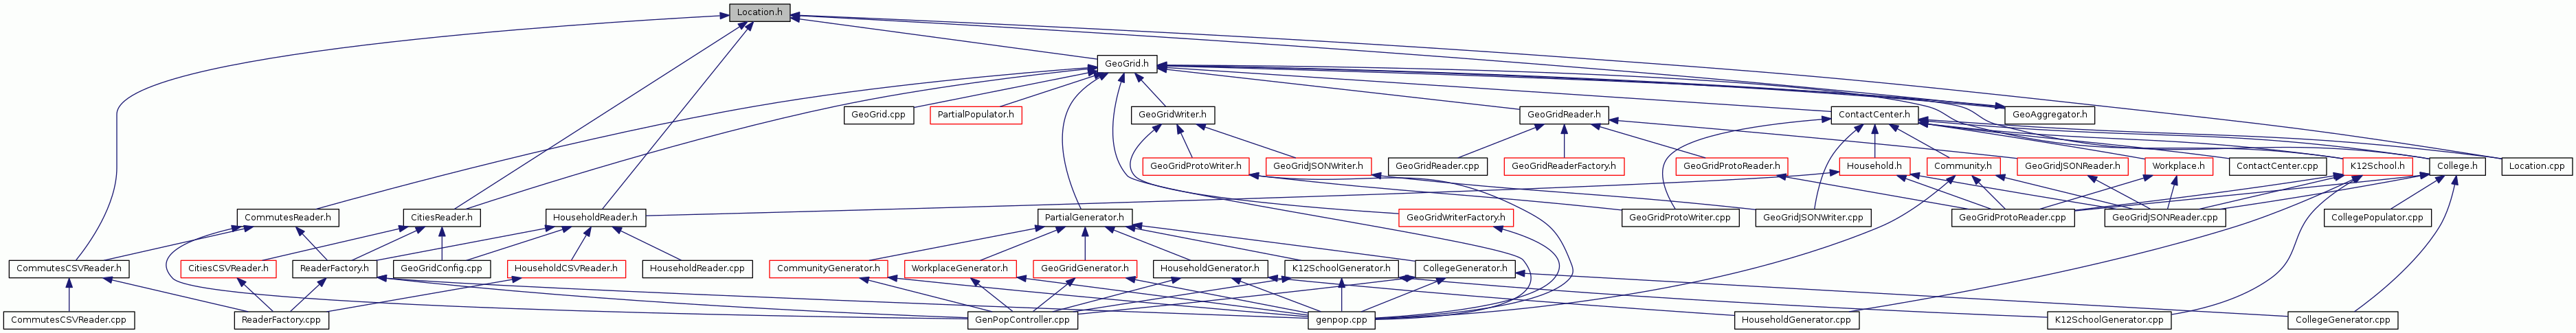 Location.h
GeoGrid.h
GeoGrid.cpp
PartialPopulator.h
GeoGridWriter.h
GeoGridReader.h
ContactCenter.h
GeoAggregator.h
GeoGridProtoWriter.h
GeoGridJSONWriter.h
GeoGridReader.cpp
GeoGridReaderFactory.h
GeoGridProtoReader.h
Household.h
Community.h
GeoGridJSONReader.h
Workplace.h
ContactCenter.cpp
K12School.h
College.h
Location.cpp
CommutesReader.h
CitiesReader.h
HouseholdReader.h
PartialGenerator.h
GeoGridWriterFactory.h
GeoGridProtoWriter.cpp
GeoGridJSONWriter.cpp
GeoGridProtoReader.cpp
GeoGridJSONReader.cpp
CollegePopulator.cpp
CommutesCSVReader.h
CitiesCSVReader.h
ReaderFactory.h
GeoGridConfig.cpp
HouseholdCSVReader.h
HouseholdReader.cpp
CommunityGenerator.h
WorkplaceGenerator.h
GeoGridGenerator.h
HouseholdGenerator.h
K12SchoolGenerator.h
CollegeGenerator.h
CommutesCSVReader.cpp
ReaderFactory.cpp
GenPopController.cpp
genpop.cpp
HouseholdGenerator.cpp
K12SchoolGenerator.cpp
CollegeGenerator.cpp